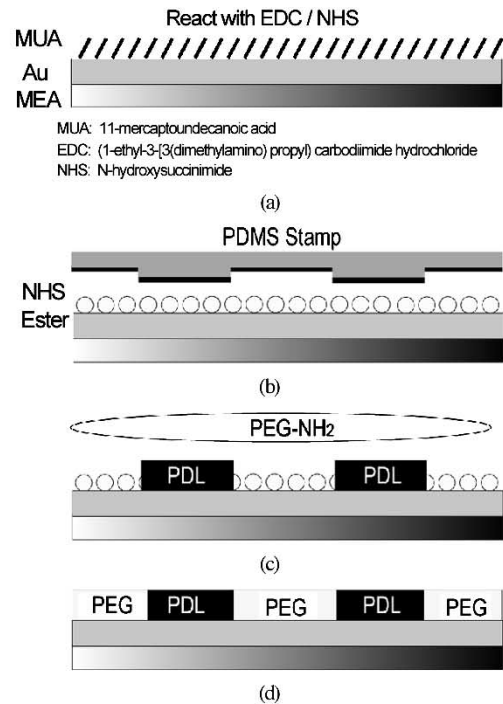 React with EDC / NHS
MUA
Au
MEA
MUA: 11-mercaptoundecanoic acid
EDC: (1-ethyl-3-[3(dimethylamino) propyl) carbodiimide hydrochloride
NHS: N-hydroxysuccinimide
(a)
PDMS Stamp
NHS
Ester
(b)
PEG-NH2
PDL PDL
(c)
PEG PDL PEG PDL PEG
(d)